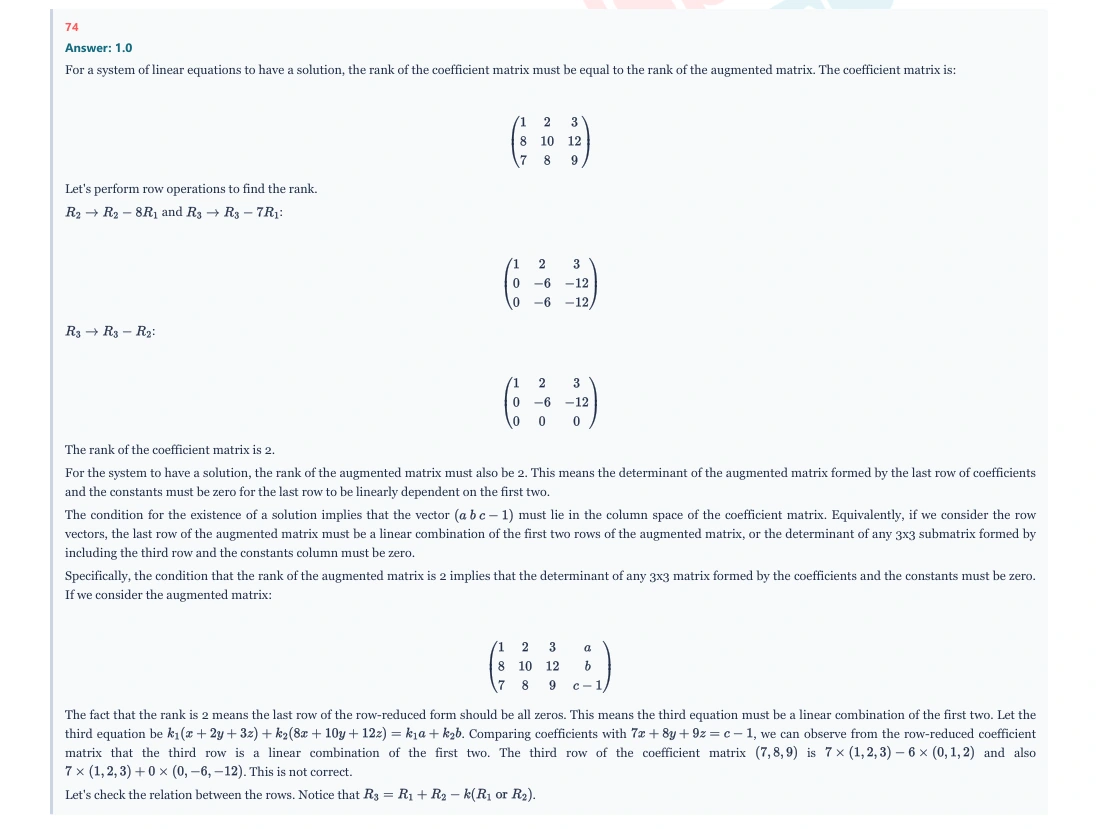 74
Answer: 1.0
For a system of linear equations to have a solution, the rank of the coefficient matrix must be equal to the rank of the augmented matrix. The coefficient matrix is:
1 2 3
8 10 12
7 8 9
Let's perform row operations to find the rank.
R₂ → R₂ − 8R₁ and R₃ → R₃ − 7R₁:
1 2 3
0 −6 −12
0 −6 −12
R₃ → R₃ − R₂:
1 2 3
0 −6 −12
0 0 0
The rank of the coefficient matrix is 2.
For the system to have a solution, the rank of the augmented matrix must also be 2. This means the determinant of the augmented matrix formed by the last row of coefficients
and the constants must be zero for the last row to be linearly dependent on the first two.
The condition for the existence of a solution implies that the vector (a b c − 1) must lie in the column space of the coefficient matrix. Equivalently, if we consider the row
vectors, the last row of the augmented matrix must be a linear combination of the first two rows of the augmented matrix, or the determinant of any 3x3 submatrix formed by
including the third row and the constants column must be zero.
Specifically, the condition that the rank of the augmented matrix is 2 implies that the determinant of any 3x3 matrix formed by the coefficients and the constants must be zero.
If we consider the augmented matrix:
1 2 3 a
8 10 12 b
7 8 9 c − 1
The fact that the rank is 2 means the last row of the row-reduced form should be all zeros. This means the third equation must be a linear combination of the first two. Let the
third equation be k₁(x + 2y + 3z) + k₂(8x + 10y + 12z) = k₁a + k₂b. Comparing coefficients with 7x + 8y + 9z = c − 1, we can observe from the row-reduced coefficient
matrix that the third row is a linear combination of the first two. The third row of the coefficient matrix (7, 8, 9) is 7 × (1, 2, 3) − 6 × (0, 1, 2) and also
7 × (1, 2, 3) + 0 × (0, −6, −12). This is not correct.
Let's check the relation between the rows. Notice that R₃ = R₁ + R₂ − k(R₁ or R₂).